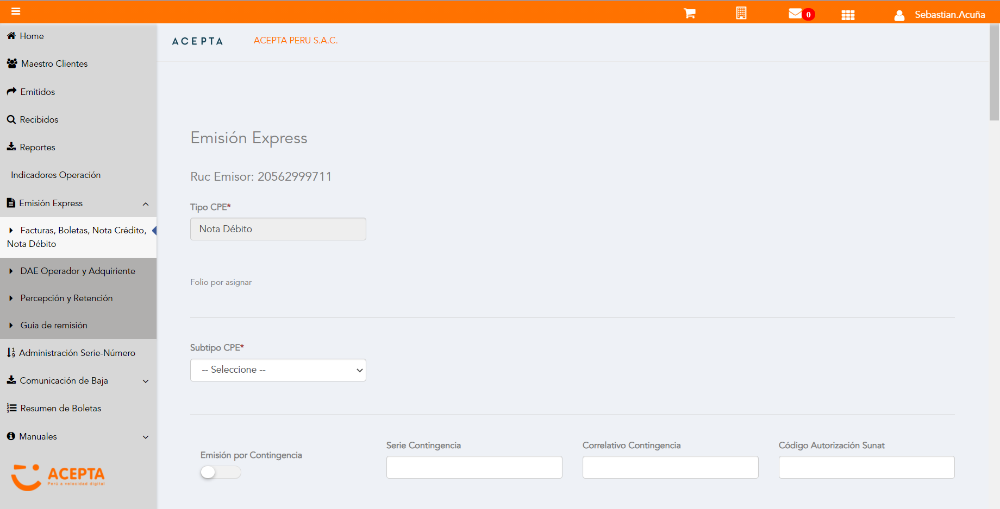 0
Sebastian.Acuña
Home
Maestro Clientes
Emitidos
Recibidos
Reportes
Indicadores Operación
Emisión Express
Facturas, Boletas, Nota Crédito,
Nota Débito
DAE Operador y Adquiriente
Percepción y Retención
Guía de remisión
Administración Serie-Número
Comunicación de Baja
Resumen de Boletas
Manuales
ACEPTA
Perú a velocidad digital
ACEPTA
ACEPTA PERU S.A.C.
Emisión Express
Ruc Emisor: 20562999711
Tipo CPE*
Nota Débito
Folio por asignar
Subtipo CPE*
-- Seleccione --
Emisión por Contingencia
Serie Contingencia
Correlativo Contingencia
Código Autorización Sunat